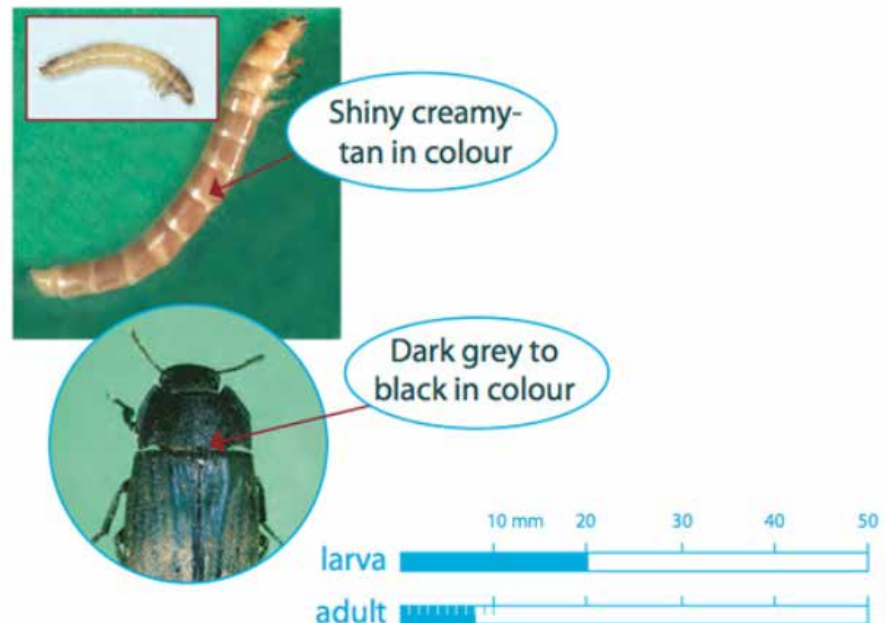 Shiny creamy-
tan in colour
Dark grey to
black in colour
10 mm 20 30 40 50
larva
adult